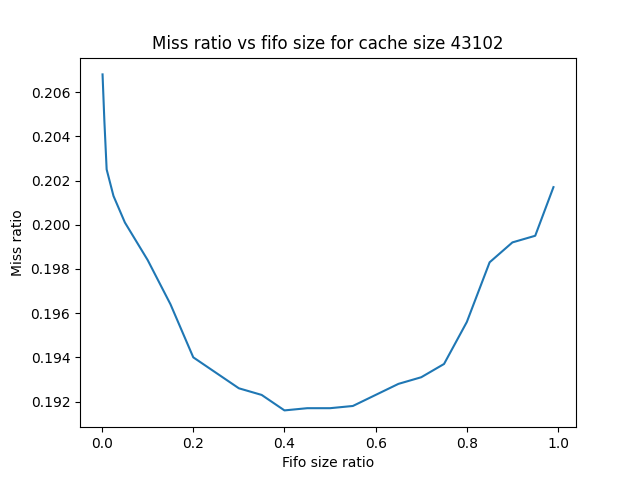 Miss ratio vs fifo size for cache size 43102
0.206
0.204
0.202
0.200
0.198
0.196
0.194
0.192
Miss ratio
0.0 0.2 0.4 0.6 0.8 1.0
Fifo size ratio